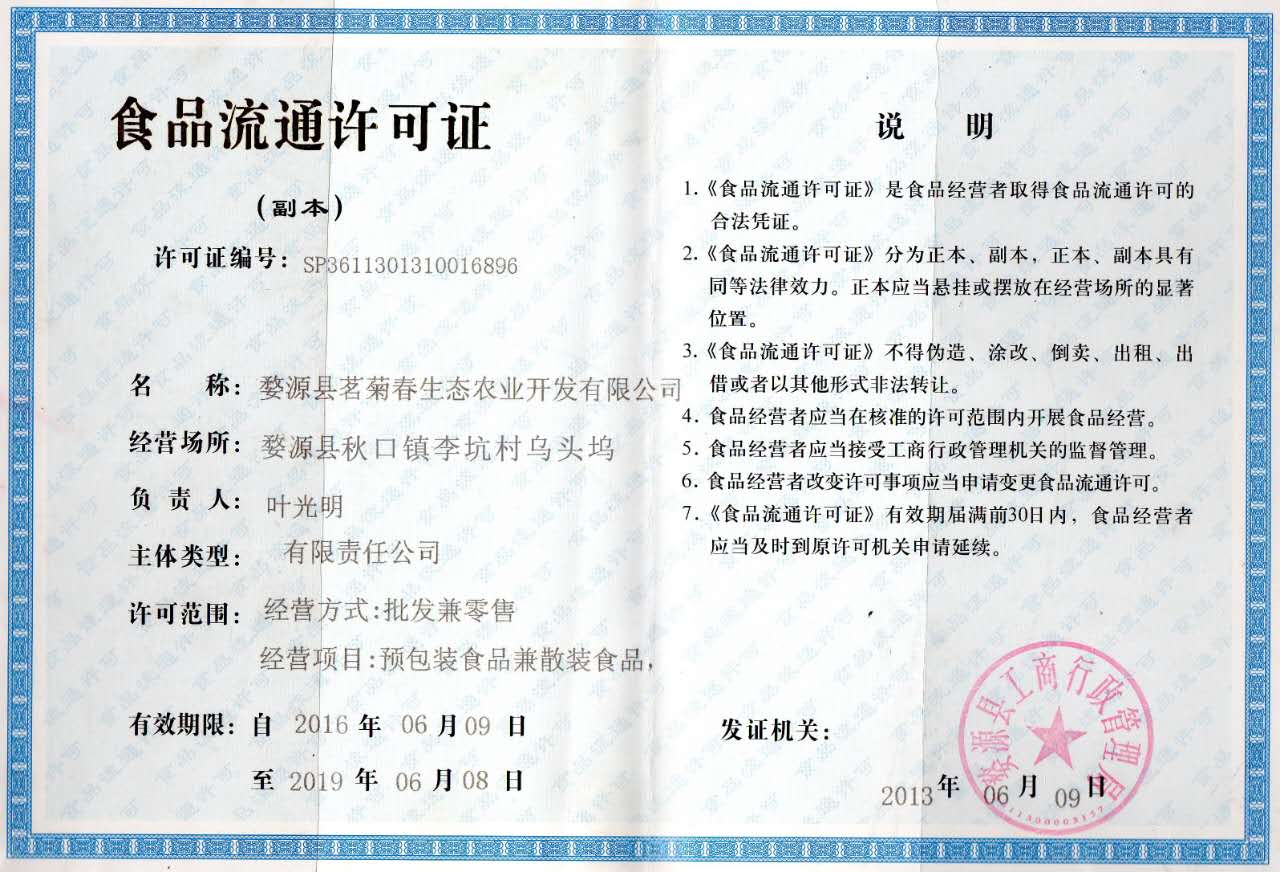 食品流通许可证
(副本)
许可证编号: SP3611301310016896
名 称: 婺源县茗菊春生态农业开发有限公司
经营场所: 婺源县秋口镇李坑村乌头坞
负 责 人: 叶光明
主体类型: 有限责任公司
许可范围: 经营方式:批发兼零售
经营项目:预包装食品兼散装食品,
有效期限: 自 2016 年 06 月 09 日
至 2019 年 06 月 08 日
说 明
1.《食品流通许可证》是食品经营者取得食品流通许可的
合法凭证。
2.《食品流通许可证》分为正本、副本，正本、副本具有
同等法律效力。正本应当悬挂或摆放在经营场所的显著
位置。
3.《食品流通许可证》不得伪造、涂改、倒卖、出租、出
借或者以其他形式非法转让。
4. 食品经营者应当在核准的许可范围内开展食品经营。
5. 食品经营者应当接受工商行政管理机关的监督管理。
6. 食品经营者改变许可事项应当申请变更食品流通许可。
7.《食品流通许可证》有效期届满前30日内，食品经营者
应当及时到原许可机关申请延续。
发证机关:
婺源县工商行政管理局
2013 年 06 月 09 日